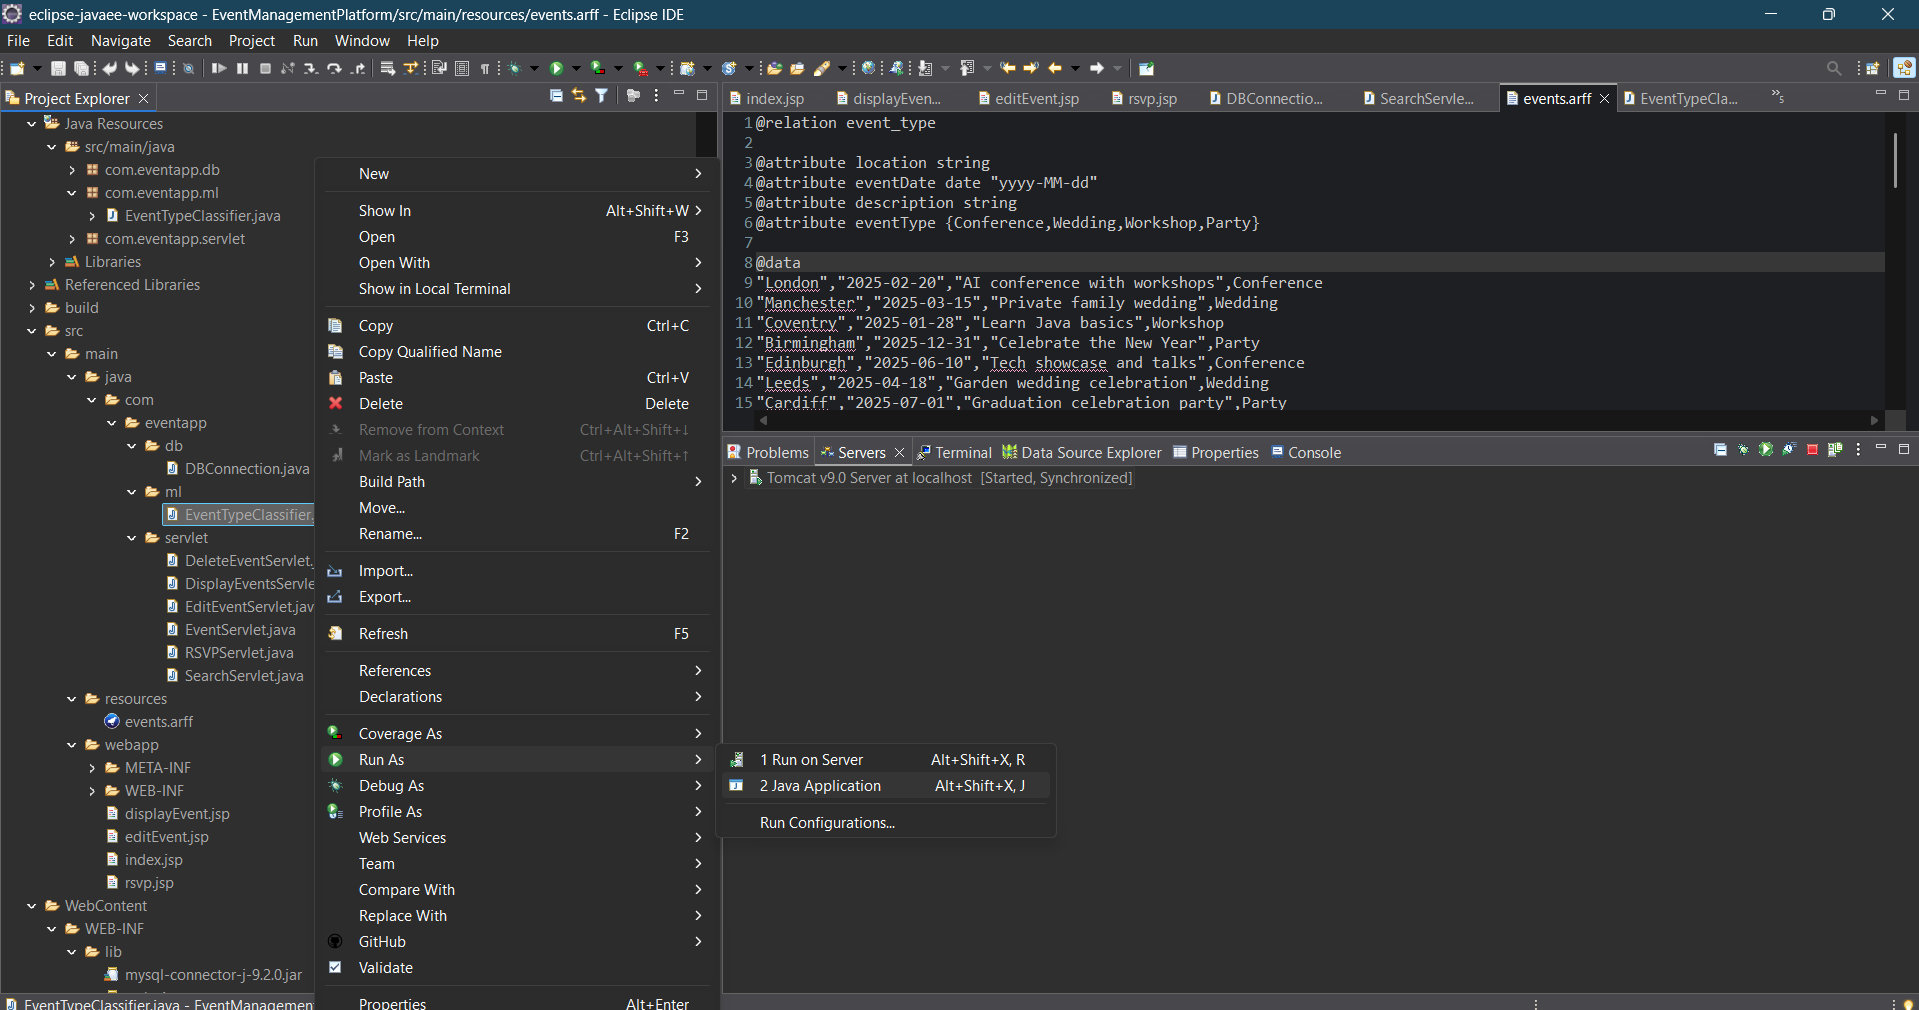 eclipse-javaee-workspace - EventManagementPlatform/src/main/resources/events.arff - Eclipse IDE
File Edit Navigate Search Project Run Window Help
Project Explorer
Java Resources
src/main/java
com.eventapp.db
com.eventapp.ml
EventTypeClassifier.java
com.eventapp.servlet
Libraries
Referenced Libraries
build
src
main
java
com
eventapp
db
DBConnection.java
ml
EventTypeClassifier.
servlet
DeleteEventServlet.
DisplayEventsServle
EditEventServlet.jav
EventServlet.java
RSVPServlet.java
SearchServlet.java
resources
events.arff
webapp
META-INF
WEB-INF
displayEvent.jsp
editEvent.jsp
index.jsp
rsvp.jsp
WebContent
WEB-INF
lib
mysql-connector-j-9.2.0.jar
EventTypeClassifier.java - EventManagemen
New
Show In Alt+Shift+W
Open F3
Open With
Show in Local Terminal
Copy Ctrl+C
Copy Qualified Name
Paste Ctrl+V
Delete Delete
Remove from Context Ctrl+Alt+Shift+↓
Mark as Landmark Ctrl+Alt+Shift+↑
Build Path
Move...
Rename... F2
Import...
Export...
Refresh F5
References
Declarations
Coverage As
Run As
Debug As
Profile As
Web Services
Team
Compare With
Replace With
GitHub
Validate
Properties Alt+Enter
1 Run on Server Alt+Shift+X, R
2 Java Application Alt+Shift+X, J
Run Configurations...
index.jsp displayEven... editEvent.jsp rsvp.jsp DBConnectio... SearchServle... events.arff EventTypeCla... »5
1 @relation event_type
2
3 @attribute location string
4 @attribute eventDate date "yyyy-MM-dd"
5 @attribute description string
6 @attribute eventType {Conference,Wedding,Workshop,Party}
7
8 @data
9 "London","2025-02-20","AI conference with workshops",Conference
10 "Manchester","2025-03-15","Private family wedding",Wedding
11 "Coventry","2025-01-28","Learn Java basics",Workshop
12 "Birmingham","2025-12-31","Celebrate the New Year",Party
13 "Edinburgh","2025-06-10","Tech showcase and talks",Conference
14 "Leeds","2025-04-18","Garden wedding celebration",Wedding
15 "Cardiff","2025-07-01","Graduation celebration party",Party
Problems Servers Terminal Data Source Explorer Properties Console
Tomcat v9.0 Server at localhost [Started, Synchronized]